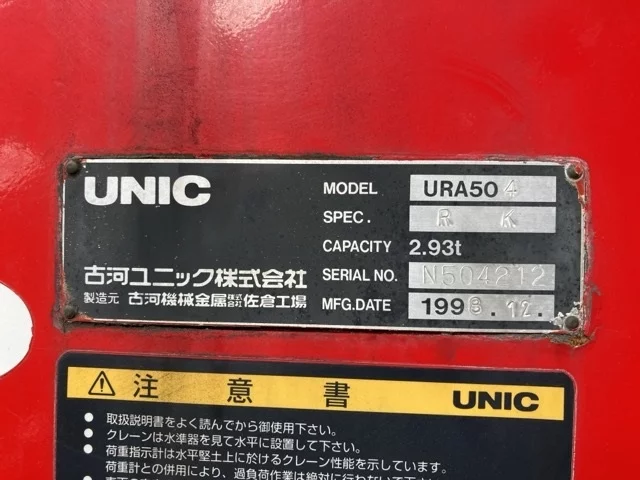 UNIC
MODEL URA504
SPEC. R K
CAPACITY 2.93t
古河ユニック株式会社
SERIAL NO. N504212
製造元 古河機械金属株式会社佐倉工場
MFG.DATE 1996.12.
⚠ 注意書 UNIC
● 取扱説明書をよく読んでから御使用下さい。
● クレーンは水準器を見て水平に設置して下さい。
● 荷重指示計は水平堅土上に於けるクレーン性能を示しています。
荷重計との併用により、過負荷作業は絶対に行わないで下